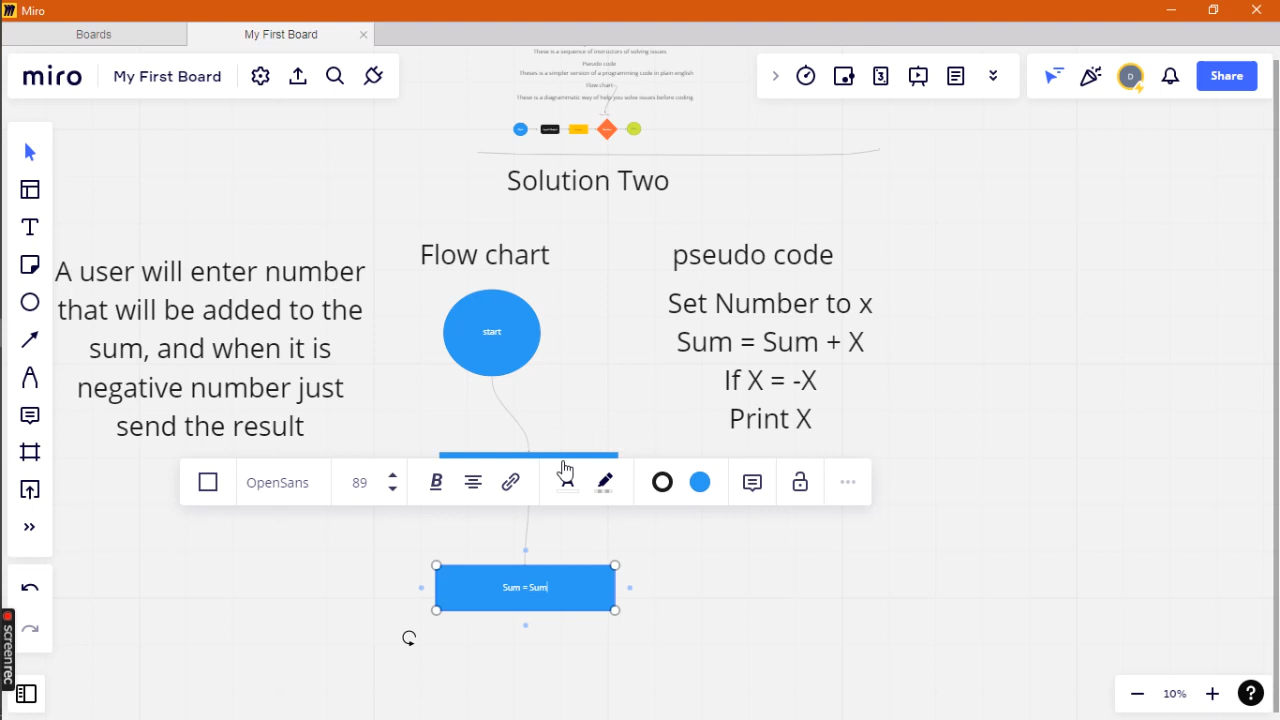 Miro
Boards
My First Board
miro
My First Board
3
D
Share
These is a sequence of instructors of solving issues
Pseudo code
Theses is a simpler version of a programming code in plain english
Flow chart
These is a diagrammatic way of help you solve issues before coding
Solution Two
A user will enter number
that will be added to the
sum, and when it is
negative number just
send the result
Flow chart
start
pseudo code
Set Number to x
Sum = Sum + X
If X = -X
Print X
OpenSans
89
B
Sum = Sum
screenrec
10%